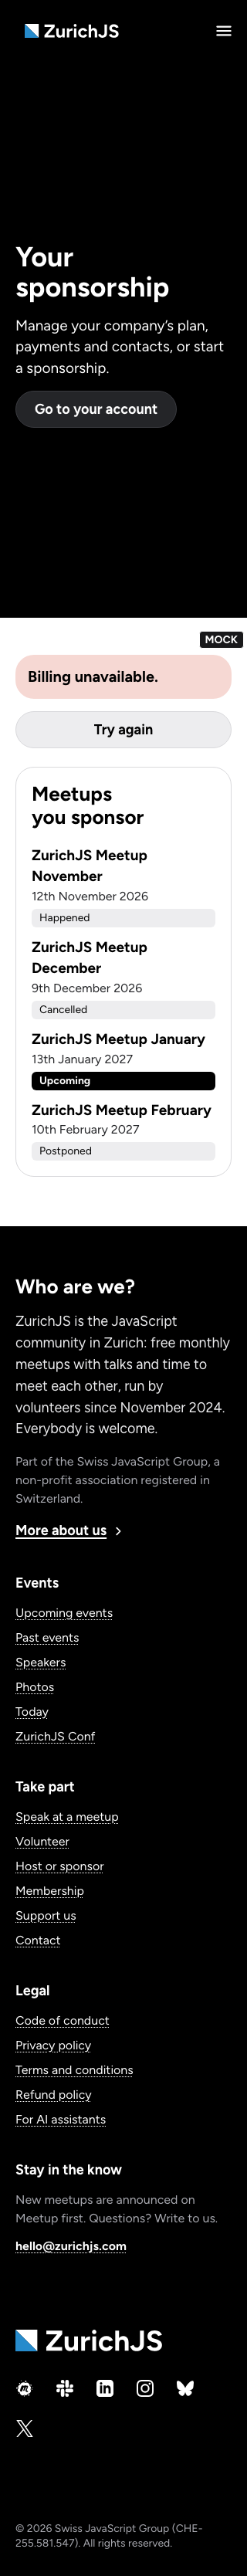 ZurichJS
Your
sponsorship
Manage your company's plan,
payments and contacts, or start
a sponsorship.
Go to your account
MOCK
Billing unavailable.
Try again
Meetups
you sponsor
ZurichJS Meetup
November
12th November 2026
Happened
ZurichJS Meetup
December
9th December 2026
Cancelled
ZurichJS Meetup January
13th January 2027
Upcoming
ZurichJS Meetup February
10th February 2027
Postponed
Who are we?
ZurichJS is the JavaScript
community in Zurich: free monthly
meetups with talks and time to
meet each other, run by
volunteers since November 2024.
Everybody is welcome.
Part of the Swiss JavaScript Group, a
non-profit association registered in
Switzerland.
More about us
Events
Upcoming events
Past events
Speakers
Photos
Today
ZurichJS Conf
Take part
Speak at a meetup
Volunteer
Host or sponsor
Membership
Support us
Contact
Legal
Code of conduct
Privacy policy
Terms and conditions
Refund policy
For AI assistants
Stay in the know
New meetups are announced on
Meetup first. Questions? Write to us.
hello@zurichjs.com
ZurichJS
© 2026 Swiss JavaScript Group (CHE-
255.581.547). All rights reserved.